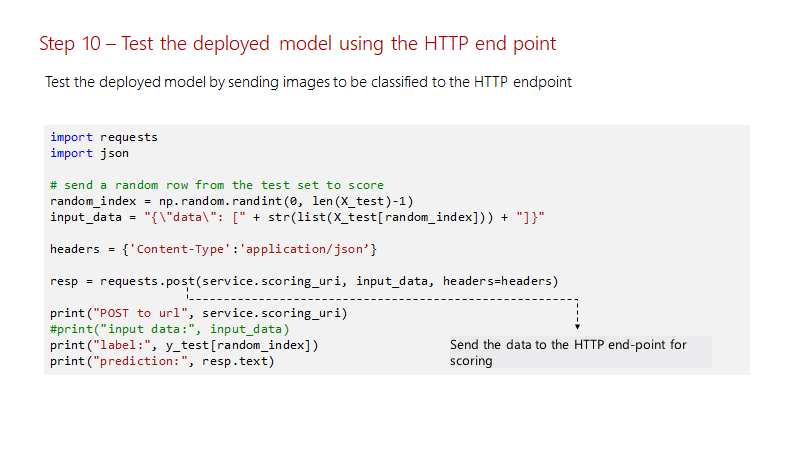 Step 10 – Test the deployed model using the HTTP end point
Test the deployed model by sending images to be classified to the HTTP endpoint
import requests
import json
# send a random row from the test set to score
random_index = np.random.randint(0, len(X_test)-1)
input_data = "{\"data\": [" + str(list(X_test[random_index])) + "]}"
headers = {'Content-Type':'application/json’}
resp = requests.post(service.scoring_uri, input_data, headers=headers)
print("POST to url", service.scoring_uri)
#print("input data:", input_data)
print("label:", y_test[random_index])
print("prediction:", resp.text)
Send the data to the HTTP end-point for
scoring